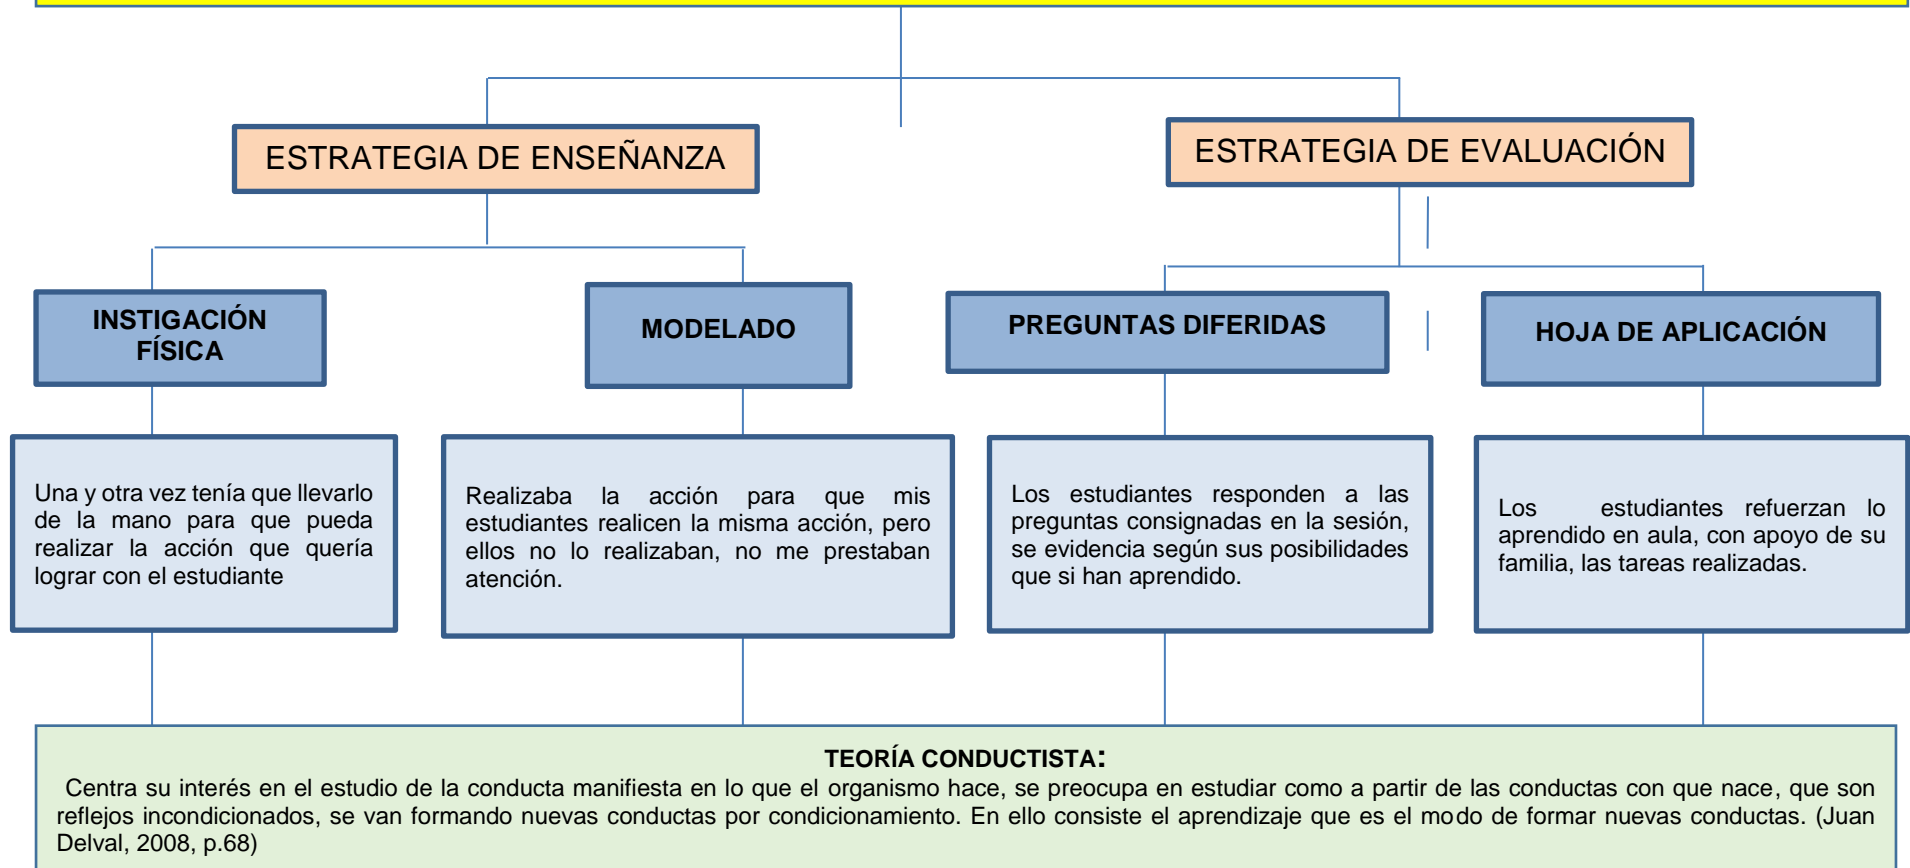 ESTRATEGIA DE ENSEÑANZA
ESTRATEGIA DE EVALUACIÓN
INSTIGACIÓN
FÍSICA
MODELADO
PREGUNTAS DIFERIDAS
HOJA DE APLICACIÓN
Una y otra vez tenía que llevarlo
de la mano para que pueda
realizar la acción que quería
lograr con el estudiante
Realizaba la acción para que mis
estudiantes realicen la misma acción, pero
ellos no lo realizaban, no me prestaban
atención.
Los estudiantes responden a las
preguntas consignadas en la sesión,
se evidencia según sus posibilidades
que si han aprendido.
Los estudiantes refuerzan lo
aprendido en aula, con apoyo de su
familia, las tareas realizadas.
TEORÍA CONDUCTISTA:
Centra su interés en el estudio de la conducta manifiesta en lo que el organismo hace, se preocupa en estudiar como a partir de las conductas con que nace, que son
reflejos incondicionados, se van formando nuevas conductas por condicionamiento. En ello consiste el aprendizaje que es el modo de formar nuevas conductas. (Juan
Delval, 2008, p.68)